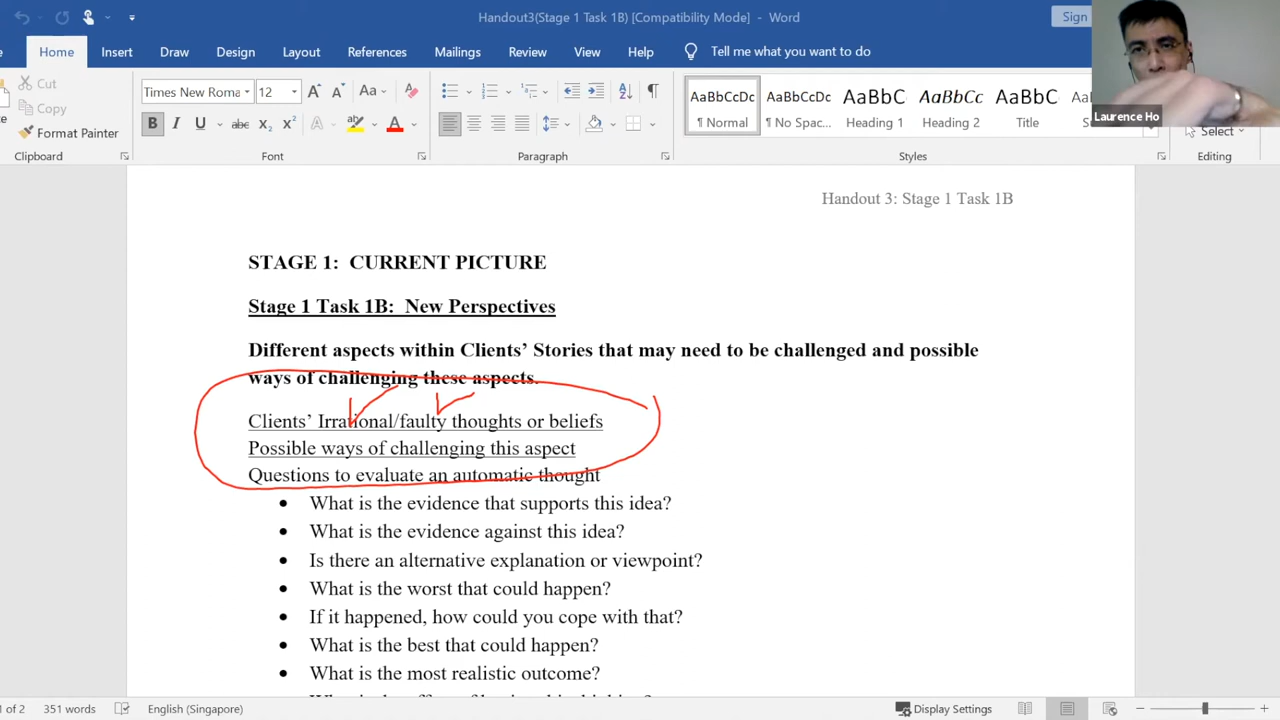 Handout3(Stage 1 Task 1B) [Compatibility Mode] - Word
Sign
Home Insert Draw Design Layout References Mailings Review View Help Tell me what you want to do
Cut
Copy
Format Painter
Clipboard
Times New Roma 12 Aa
B I U abc x₂ x² A A
Font
Paragraph
AaBbCcDc AaBbCcDc AaBbC AaBbCc AaBbC
¶ Normal ¶ No Spac... Heading 1 Heading 2 Title
Styles
Laurence Ho
Select
Editing
Handout 3: Stage 1 Task 1B
STAGE 1: CURRENT PICTURE
Stage 1 Task 1B: New Perspectives
Different aspects within Clients’ Stories that may need to be challenged and possible
ways of challenging these aspects.
Clients’ Irrational/faulty thoughts or beliefs
Possible ways of challenging this aspect
Questions to evaluate an automatic thought
• What is the evidence that supports this idea?
• What is the evidence against this idea?
• Is there an alternative explanation or viewpoint?
• What is the worst that could happen?
• If it happened, how could you cope with that?
• What is the best that could happen?
• What is the most realistic outcome?
1 of 2 351 words English (Singapore) Display Settings